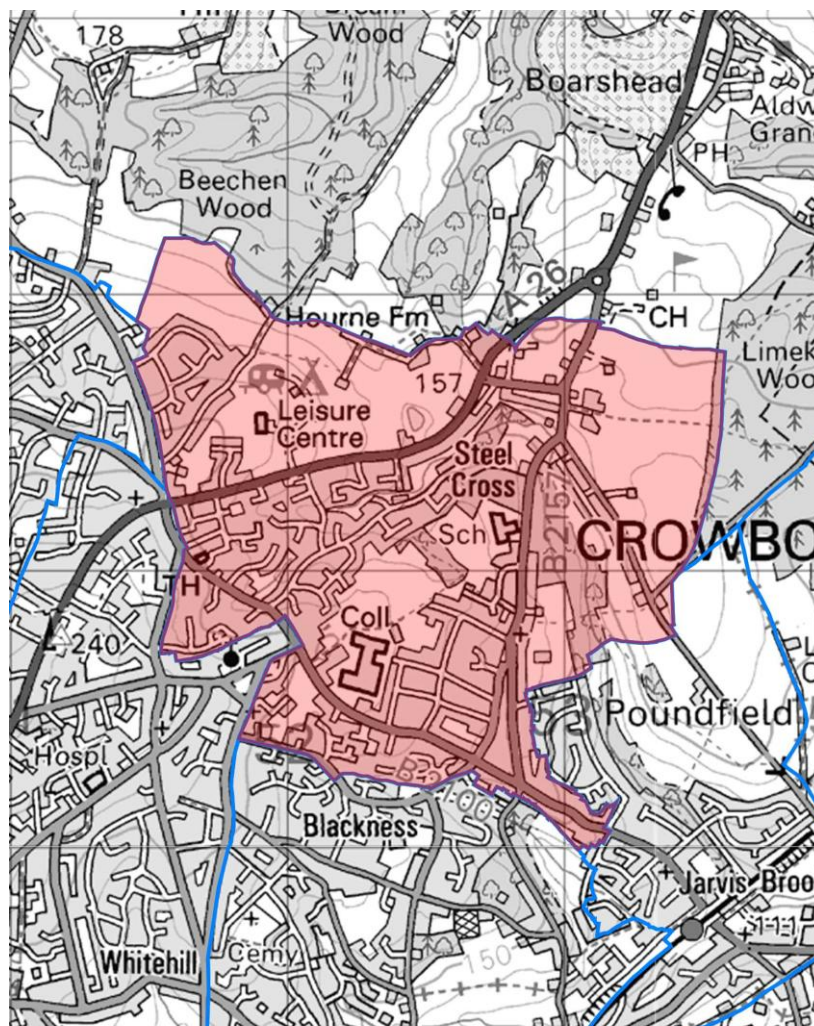 178
Wood
Boarshead
Aldw
Gran
PH
Beechen
Wood
A 26
Hourne Fm
CH
Limek
Woo
157
Leisure
Centre
Steel
Cross
B 2157
Sch
CROWBO
TH
Coll
240
Poundfield
Hospl
Blackness
Jarvis Broo
111
Whitehill
Cemy
150